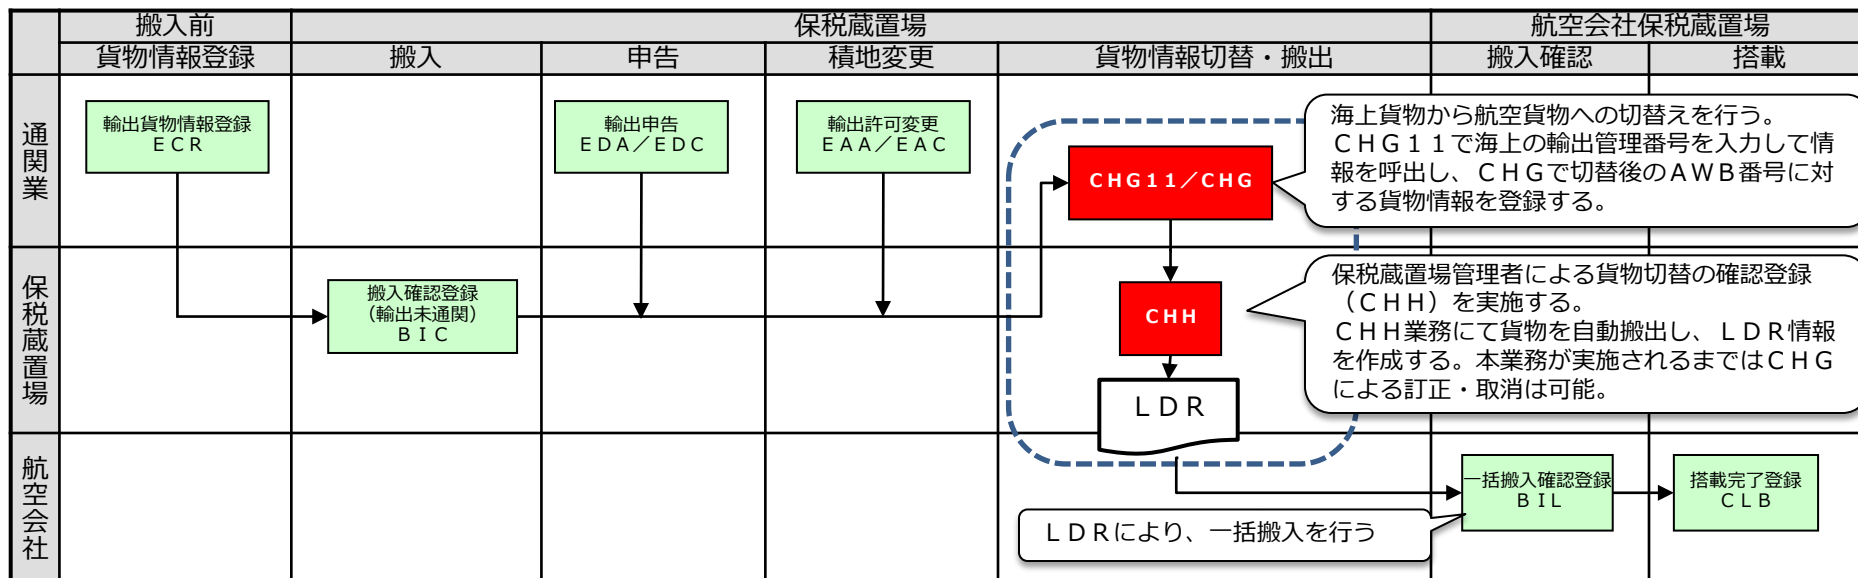 搬入前
保税蔵置場
航空会社保税蔵置場
貨物情報登録
搬入
申告
積地変更
貨物情報切替・搬出
搬入確認
搭載
通関業
輸出貨物情報登録
ＥＣＲ
輸出申告
ＥＤＡ／ＥＤＣ
輸出許可変更
ＥＡＡ／ＥＡＣ
ＣＨＧ１１／ＣＨＧ
海上貨物から航空貨物への切替えを行う。
ＣＨＧ１１で海上の輸出管理番号を入力して情
報を呼出し、ＣＨＧで切替後のＡＷＢ番号に対
する貨物情報を登録する。
保税蔵置場
搬入確認登録
（輸出未通関）
ＢＩＣ
ＣＨＨ
ＬＤＲ
保税蔵置場管理者による貨物切替の確認登録
（ＣＨＨ）を実施する。
ＣＨＨ業務にて貨物を自動搬出し、ＬＤＲ情報
を作成する。本業務が実施されるまではＣＨＧ
による訂正・取消は可能。
航空会社
一括搬入確認登録
ＢＩＬ
搭載完了登録
ＣＬＢ
ＬＤＲにより、一括搬入を行う